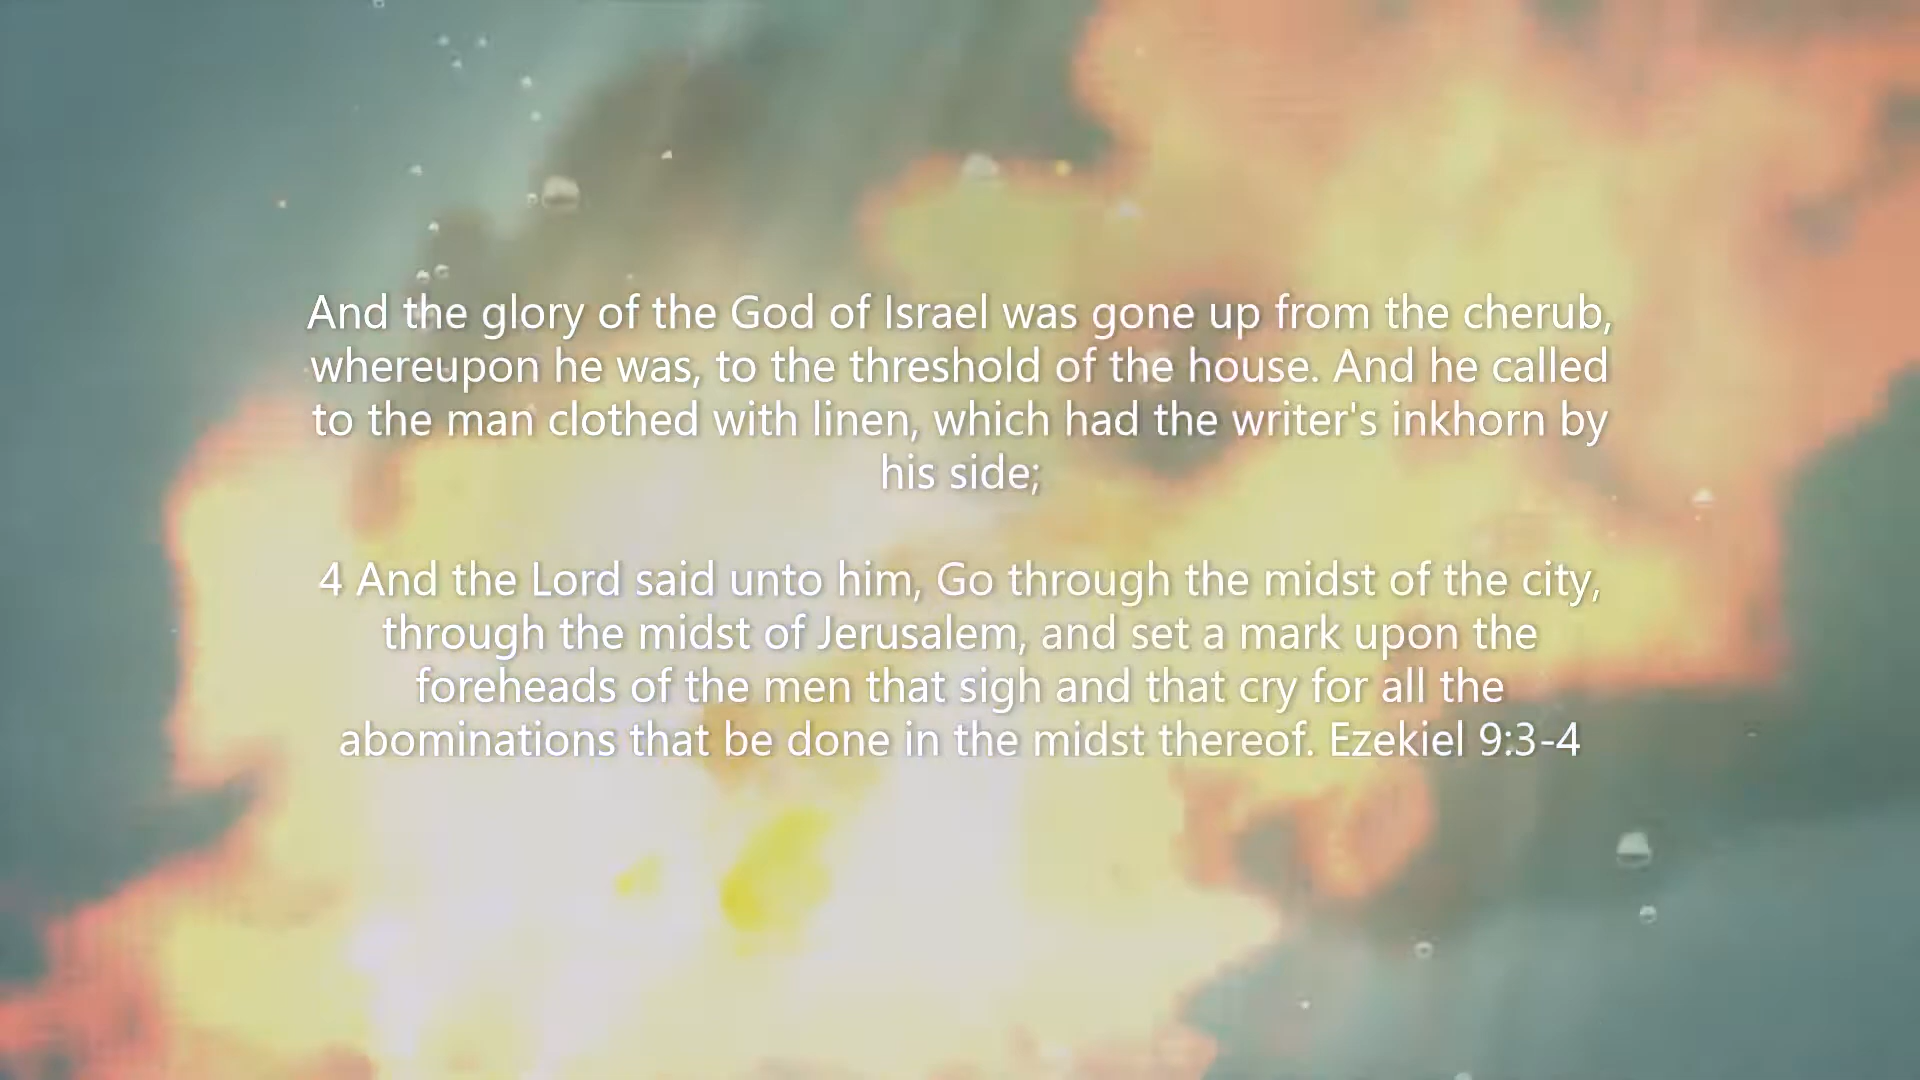 And the glory of the God of Israel was gone up from the cherub,
whereupon he was, to the threshold of the house. And he called
to the man clothed with linen, which had the writer's inkhorn by
his side;
4 And the Lord said unto him, Go through the midst of the city,
through the midst of Jerusalem, and set a mark upon the
foreheads of the men that sigh and that cry for all the
abominations that be done in the midst thereof. Ezekiel 9:3-4